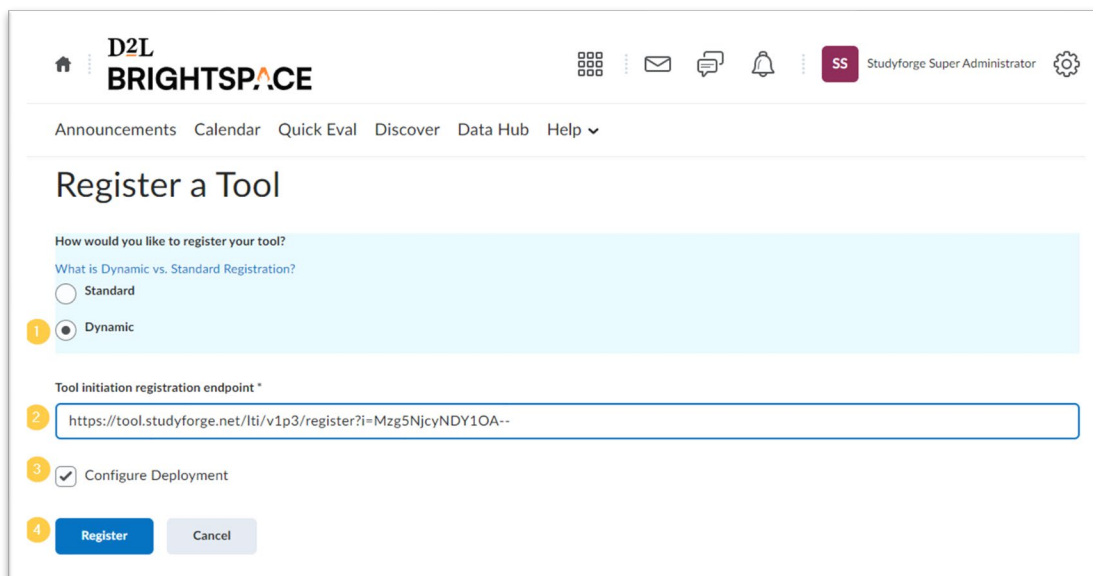 D2L
BRIGHTSPACE
SS Studyforge Super Administrator
Announcements Calendar Quick Eval Discover Data Hub Help
Register a Tool
How would you like to register your tool?
What is Dynamic vs. Standard Registration?
Standard
1 Dynamic
Tool initiation registration endpoint *
2 https://tool.studyforge.net/lti/v1p3/register?i=Mzg5NjcyNDY1OA--
3 Configure Deployment
4 Register Cancel